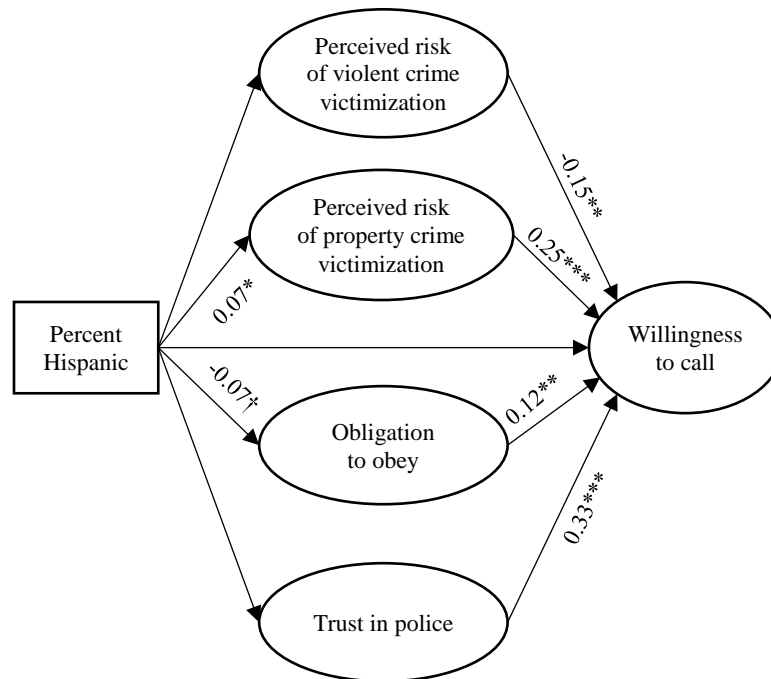 Perceived risk
of violent crime
victimization
-0.15**
Perceived risk
of property crime
victimization
0.25***
0.07*
Percent
Hispanic
Willingness
to call
-0.07†
0.12**
Obligation
to obey
0.33***
Trust in police